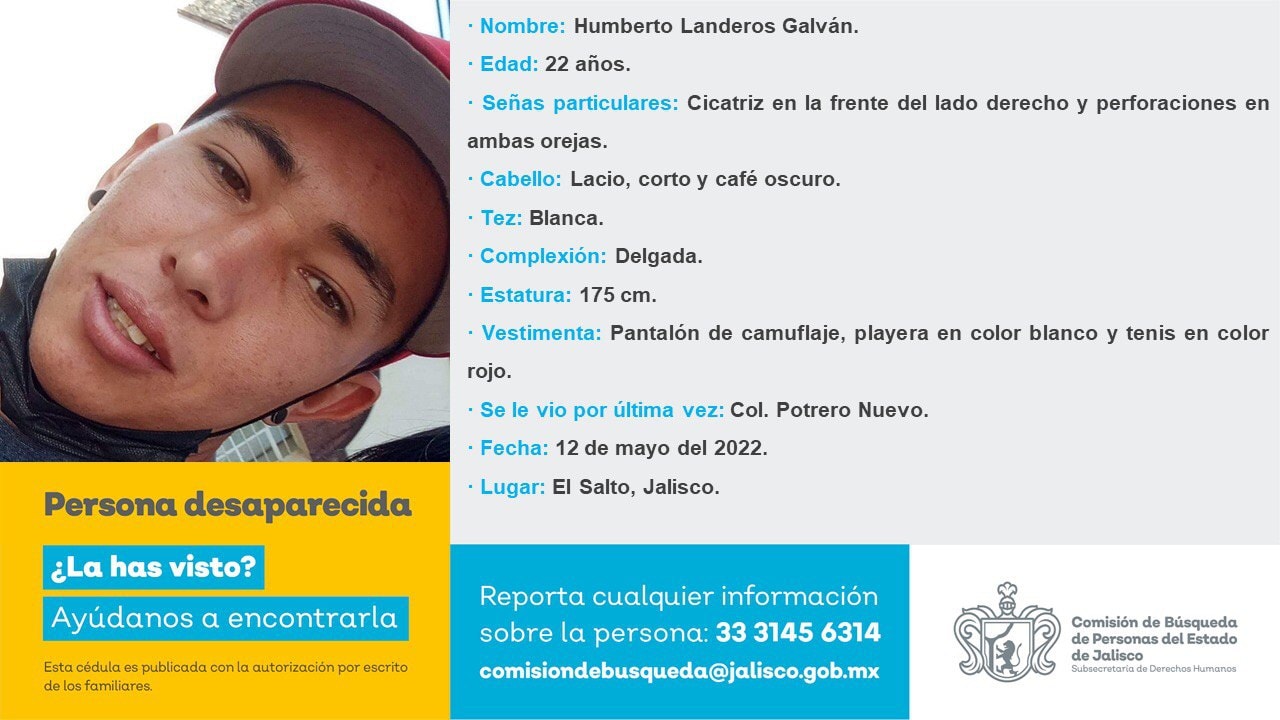 · Nombre: Humberto Landeros Galván.
· Edad: 22 años.
· Señas particulares: Cicatriz en la frente del lado derecho y perforaciones en
ambas orejas.
· Cabello: Lacio, corto y café oscuro.
· Tez: Blanca.
· Complexión: Delgada.
· Estatura: 175 cm.
· Vestimenta: Pantalón de camuflaje, playera en color blanco y tenis en color
rojo.
· Se le vio por última vez: Col. Potrero Nuevo.
· Fecha: 12 de mayo del 2022.
· Lugar: El Salto, Jalisco.
Persona desaparecida
¿La has visto?
Ayúdanos a encontrarla
Esta cédula es publicada con la autorización por escrito
de los familiares.
Reporta cualquier información
sobre la persona: 33 3145 6314
comisiondebusqueda@jalisco.gob.mx
Comisión de Búsqueda
de Personas del Estado
de Jalisco
Subsecretaría de Derechos Humanos